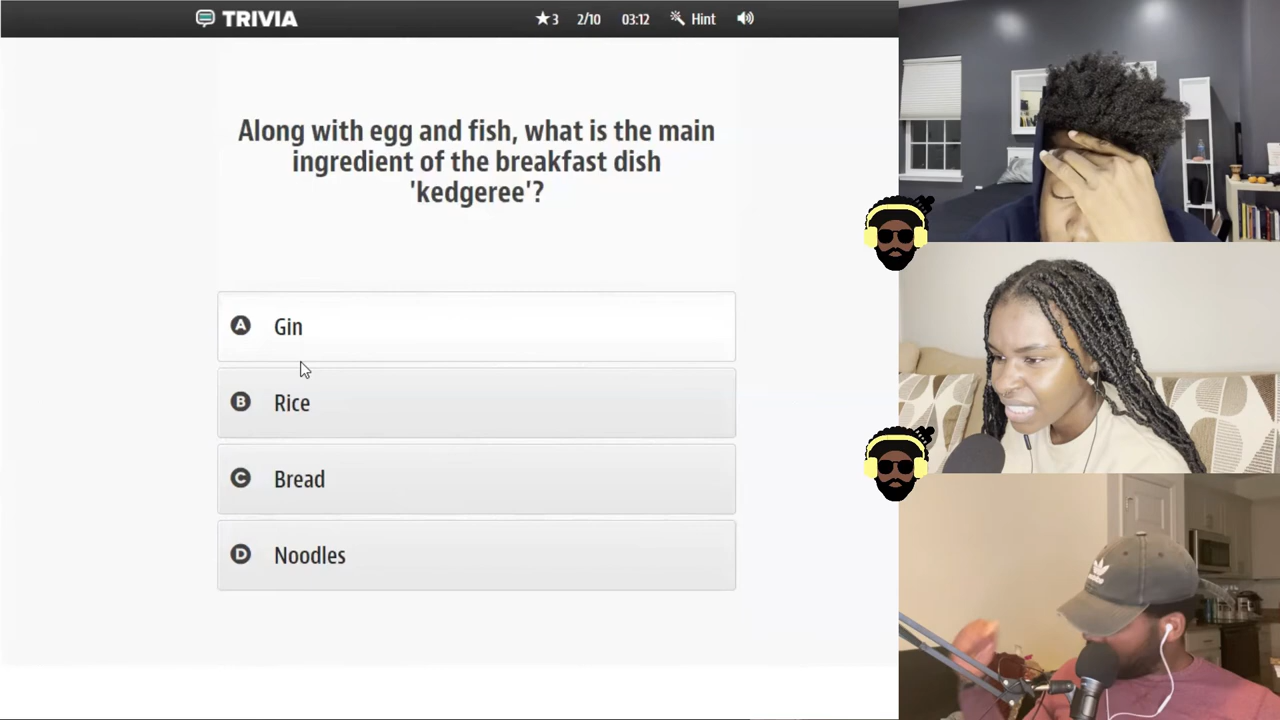 TRIVIA
3
2/10
03:12
Hint
Along with egg and fish, what is the main
ingredient of the breakfast dish
'kedgeree'?
A Gin
B Rice
C Bread
D Noodles